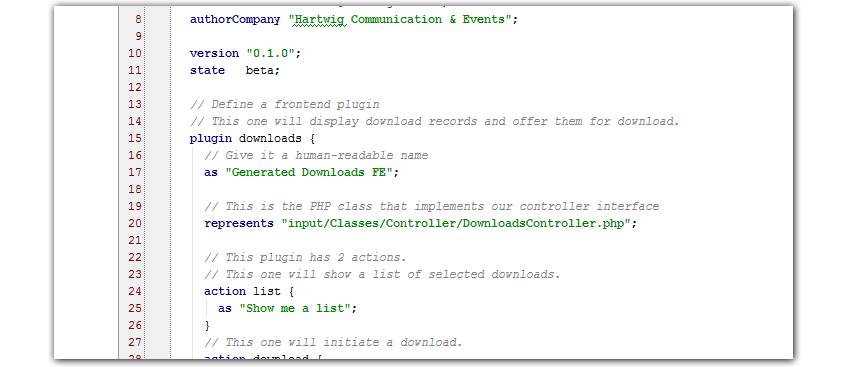 8 authorCompany "Hartwig Communication & Events";
9
10 version "0.1.0";
11 state   beta;
12
13 // Define a frontend plugin
14 // This one will display download records and offer them for download.
15 plugin downloads {
16   // Give it a human-readable name
17   as "Generated Downloads FE";
18
19   // This is the PHP class that implements our controller interface
20   represents "input/Classes/Controller/DownloadsController.php";
21
22   // This plugin has 2 actions.
23   // This one will show a list of selected downloads.
24   action list {
25     as "Show me a list";
26   }
27   // This one will initiate a download.
28   action download {